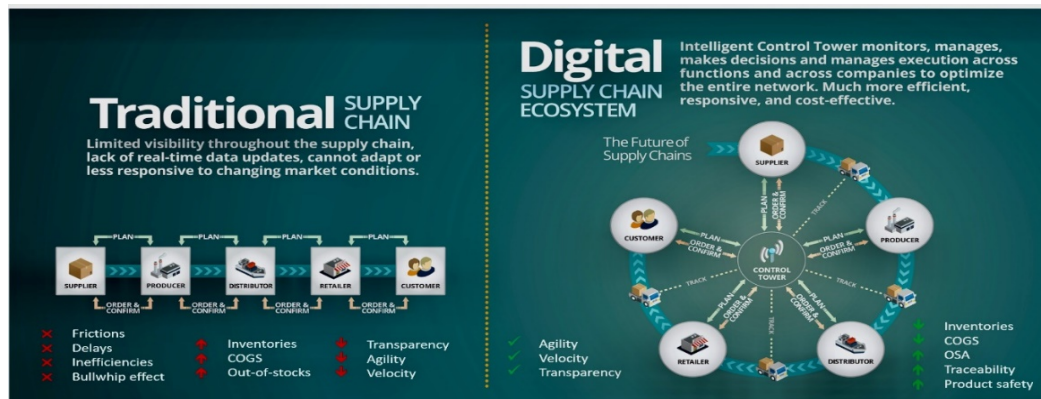 Traditional SUPPLY
CHAIN
Limited visibility throughout the supply chain,
lack of real-time data updates, cannot adapt or
less responsive to changing market conditions.
PLAN
PLAN
PLAN
PLAN
SUPPLIER
PRODUCER
DISTRIBUTOR
RETAILER
CUSTOMER
ORDER &
CONFIRM
ORDER &
CONFIRM
ORDER &
CONFIRM
ORDER &
CONFIRM
Frictions
Delays
Inefficiencies
Bullwhip effect
Inventories
COGS
Out-of-stocks
Transparency
Agility
Velocity
Digital
SUPPLY CHAIN
ECOSYSTEM
Intelligent Control Tower monitors, manages,
makes decisions and manages execution across
functions and across companies to optimize
the entire network. Much more efficient,
responsive, and cost-effective.
The Future of
Supply Chains
SUPPLIER
PLAN
ORDER &
CONFIRM
TRACK
CUSTOMER
PLAN
ORDER &
CONFIRM
PRODUCER
PLAN
ORDER &
CONFIRM
CONTROL
TOWER
TRACK
TRACK
RETAILER
PLAN
ORDER &
CONFIRM
TRACK
DISTRIBUTOR
PLAN
ORDER &
CONFIRM
Agility
Velocity
Transparency
Inventories
COGS
OSA
Traceability
Product safety